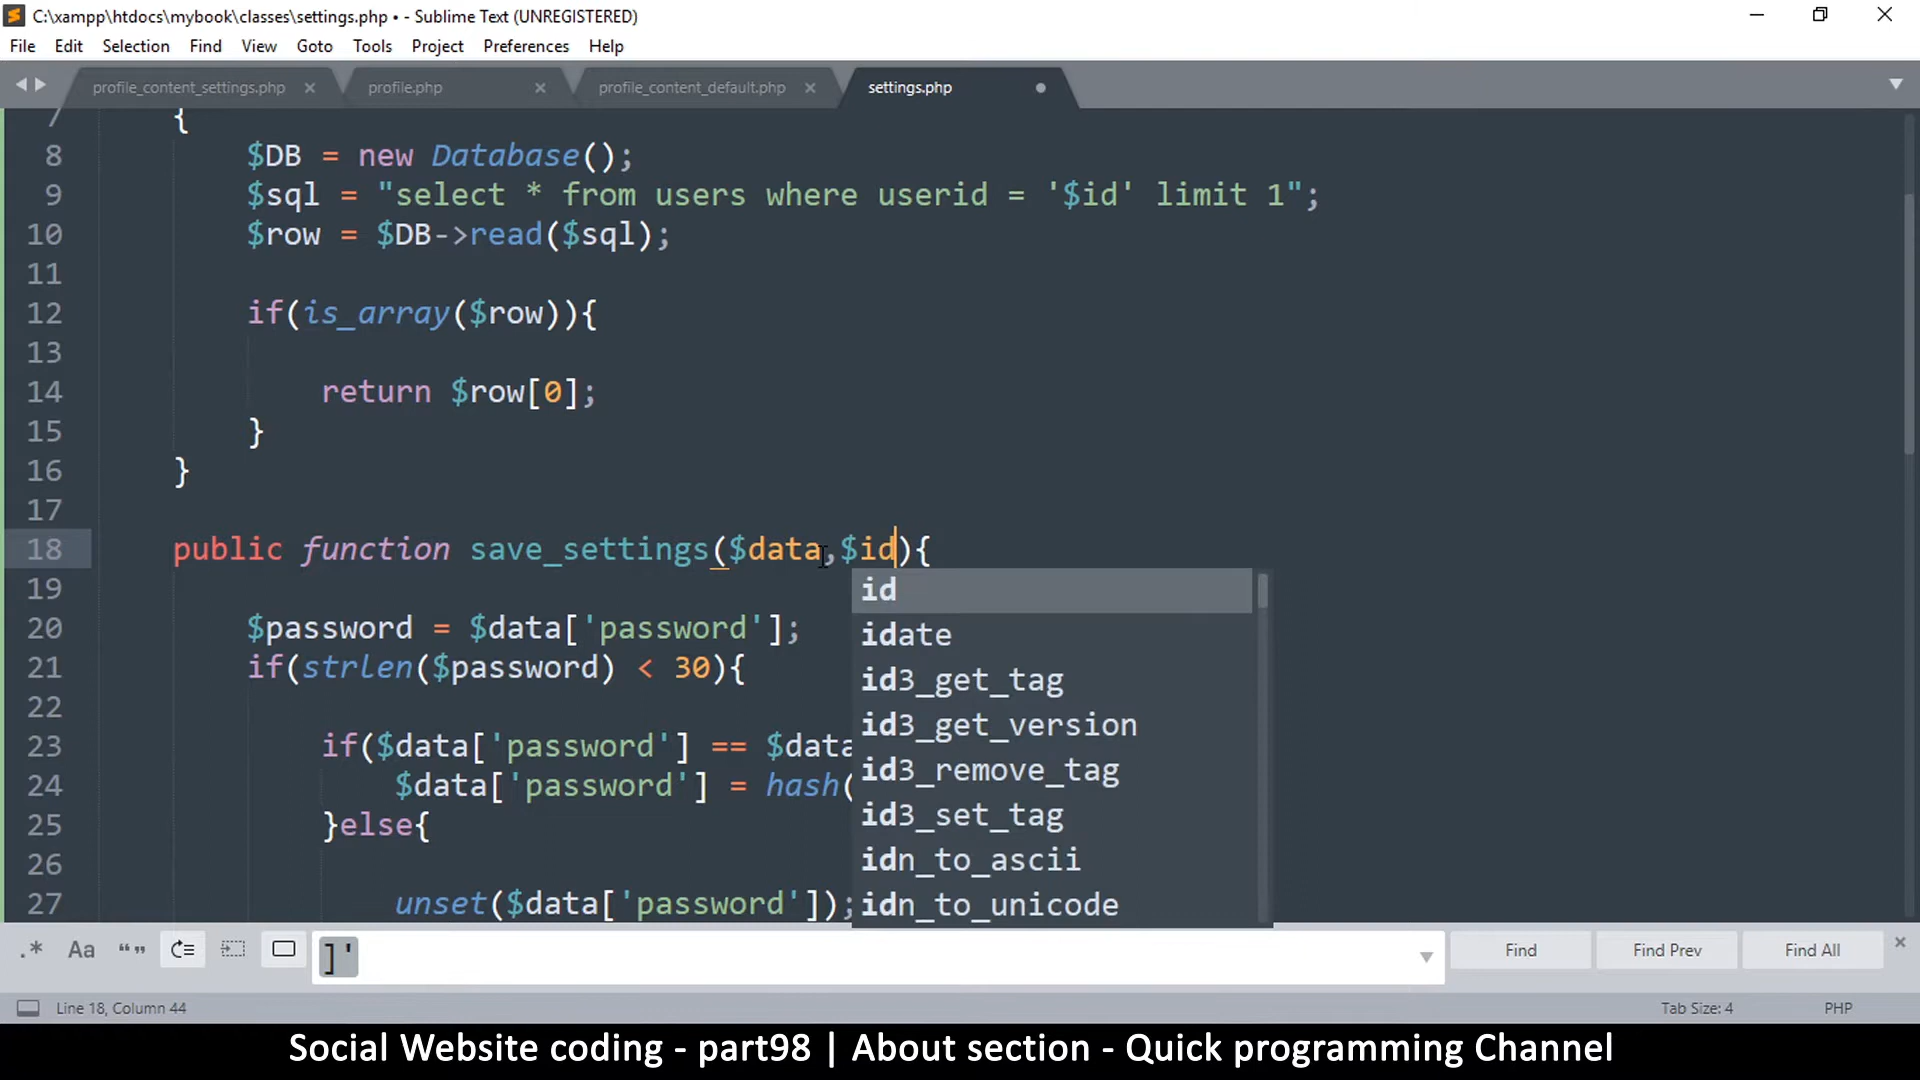 C:\xampp\htdocs\mybook\classes\settings.php • - Sublime Text (UNREGISTERED)
File Edit Selection Find View Goto Tools Project Preferences Help
profile_content_settings.php profile.php profile_content_default.php settings.php
7 {
8 $DB = new Database();
9 $sql = "select * from users where userid = '$id' limit 1";
10 $row = $DB->read($sql);
11
12 if(is_array($row)){
13
14 return $row[0];
15 }
16 }
17
18 public function save_settings($data,$id){
19
20 $password = $data['password'];
21 if(strlen($password) < 30){
22
23 if($data['password'] == $data
24 $data['password'] = hash(
25 }else{
26
27 unset($data['password']);
id
idate
id3_get_tag
id3_get_version
id3_remove_tag
id3_set_tag
idn_to_ascii
idn_to_unicode
.* Aa “” ]' Find Find Prev Find All
Line 18, Column 44 Tab Size: 4 PHP
Social Website coding - part98 | About section - Quick programming Channel